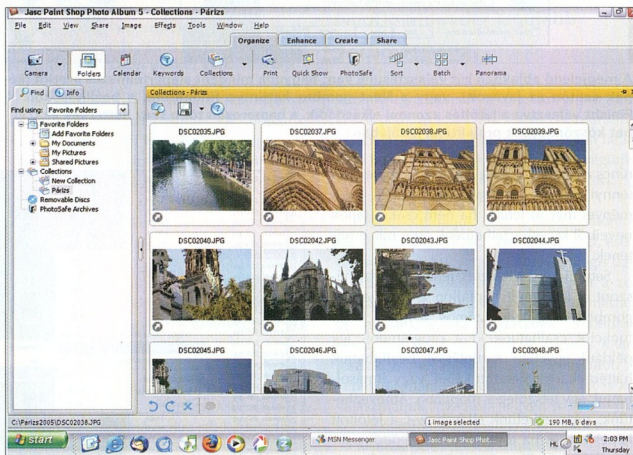 Jasc Paint Shop Photo Album 5 - Collections - Párizs
File Edit View Share Image Effects Tools Window Help
Organize Enhance Create Share
Camera Folders Calendar Keywords Collections Print Quick Show PhotoSafe Sort Batch Panorama
Find Info
Collections - Párizs
Find using: Favorite Folders
Favorite Folders
Add Favorite Folders
My Documents
My Pictures
Shared Pictures
Collections
New Collection
Párizs
Removable Discs
PhotoSafe Archives
DSC02035.JPG DSC02037.JPG DSC02038.JPG DSC02039.JPG
DSC02040.JPG DSC02042.JPG DSC02043.JPG DSC02044.JPG
DSC02045.JPG DSC02046.JPG DSC02047.JPG DSC02048.JPG
C:\Parizs2005\DSC02038.JPG
1 image selected
190 MB, 0 days
start
MSN Messenger
Jasc Paint Shop Phot...
HL
2:03 PM
Thursday